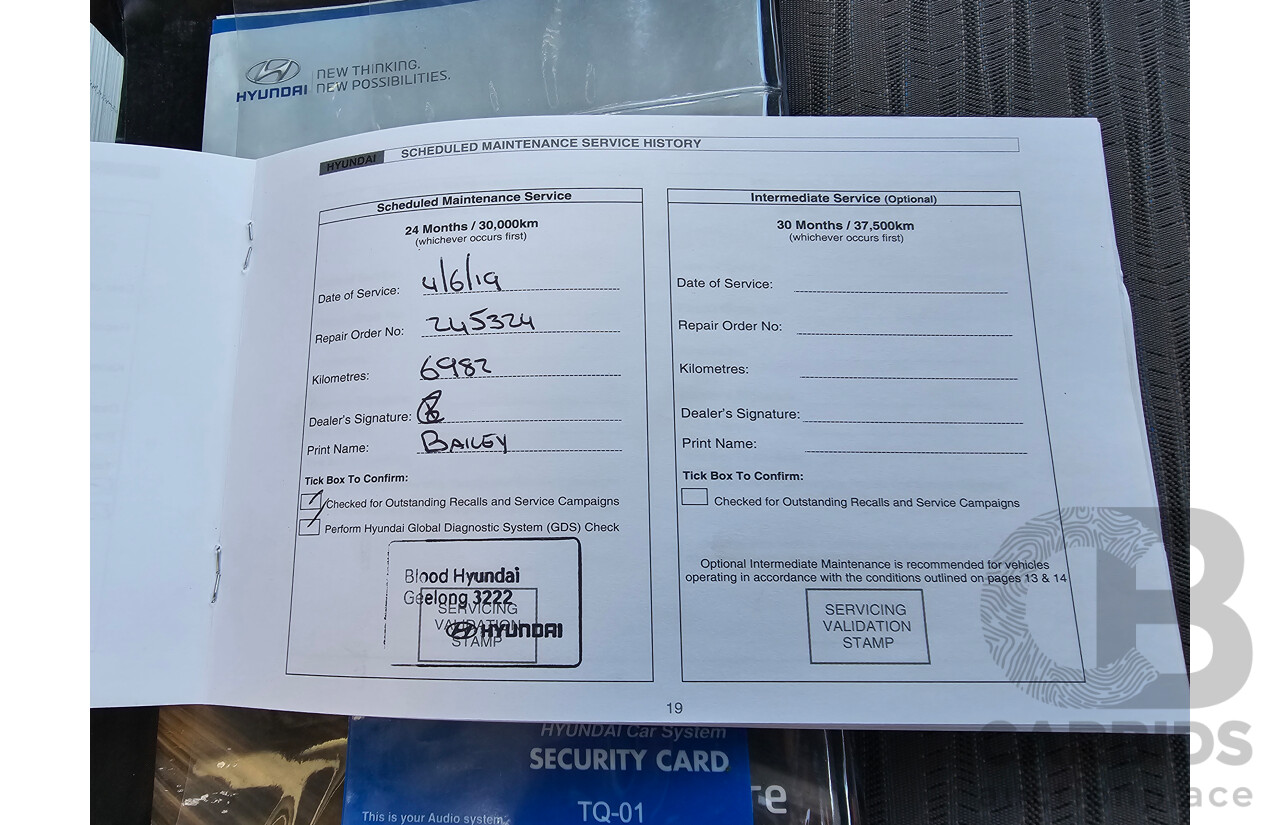 HYUNDAI
NEW THINKING.
NEW POSSIBILITIES.
HYUNDAI SCHEDULED MAINTENANCE SERVICE HISTORY
Scheduled Maintenance Service
24 Months / 30,000km
(whichever occurs first)
Date of Service: 4/6/19
Repair Order No: 245324
Kilometres: 6982
Dealer's Signature:
Print Name: BAILEY
Tick Box To Confirm:
Checked for Outstanding Recalls and Service Campaigns
Perform Hyundai Global Diagnostic System (GDS) Check
Blood Hyundai
Geelong 3222
HYUNDAI
SERVICING
VALIDATION
STAMP
Intermediate Service (Optional)
30 Months / 37,500km
(whichever occurs first)
Date of Service:
Repair Order No:
Kilometres:
Dealer's Signature:
Print Name:
Tick Box To Confirm:
Checked for Outstanding Recalls and Service Campaigns
Optional Intermediate Maintenance is recommended for vehicles
operating in accordance with the conditions outlined on pages 13 & 14
SERVICING
VALIDATION
STAMP
19
HYUNDAI Car System
SECURITY CARD
TQ-01
This is your Audio system
CB
CARBIDS